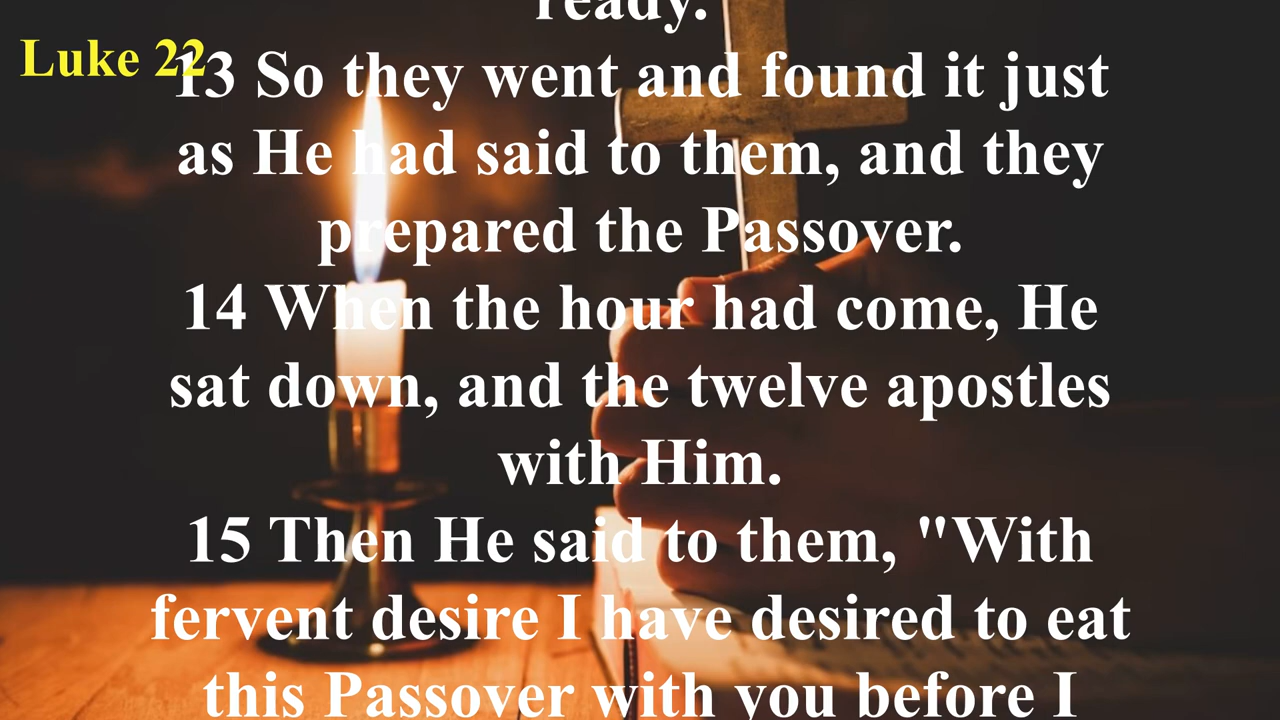 ready.
Luke 22
13 So they went and found it just
as He had said to them, and they
prepared the Passover.
14 When the hour had come, He
sat down, and the twelve apostles
with Him.
15 Then He said to them, "With
fervent desire I have desired to eat
this Passover with you before I